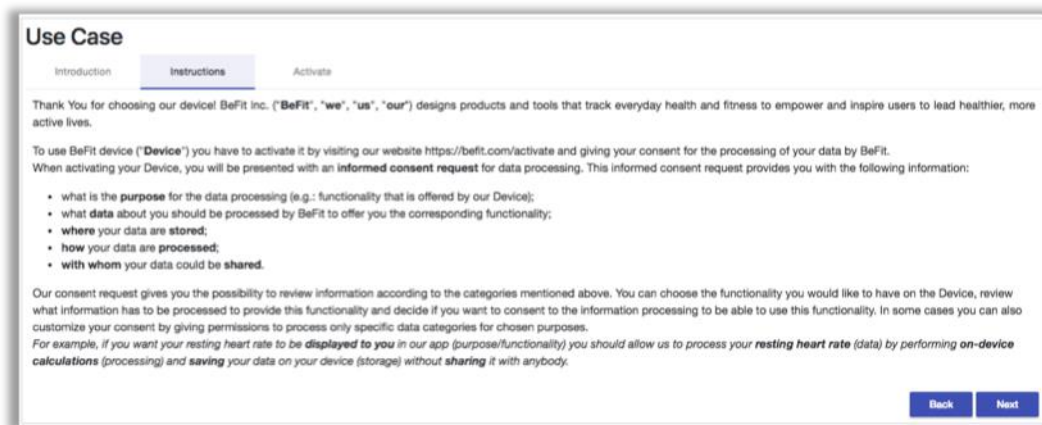 Use Case
Introduction Instructions Activate
Thank You for choosing our device! BeFit Inc. ("BeFit", "we", "us", "our") designs products and tools that track everyday health and fitness to empower and inspire users to lead healthier, more
active lives.
To use BeFit device ("Device") you have to activate it by visiting our website https://befit.com/activate and giving your consent for the processing of your data by BeFit.
When activating your Device, you will be presented with an informed consent request for data processing. This informed consent request provides you with the following information:
• what is the purpose for the data processing (e.g.: functionality that is offered by our Device);
• what data about you should be processed by BeFit to offer you the corresponding functionality;
• where your data are stored;
• how your data are processed;
• with whom your data could be shared.
Our consent request gives you the possibility to review information according to the categories mentioned above. You can choose the functionality you would like to have on the Device, review
what information has to be processed to provide this functionality and decide if you want to consent to the information processing to be able to use this functionality. In some cases you can also
customize your consent by giving permissions to process only specific data categories for chosen purposes.
For example, if you want your resting heart rate to be displayed to you in our app (purpose/functionality) you should allow us to process your resting heart rate (data) by performing on-device
calculations (processing) and saving your data on your device (storage) without sharing it with anybody.
Back Next